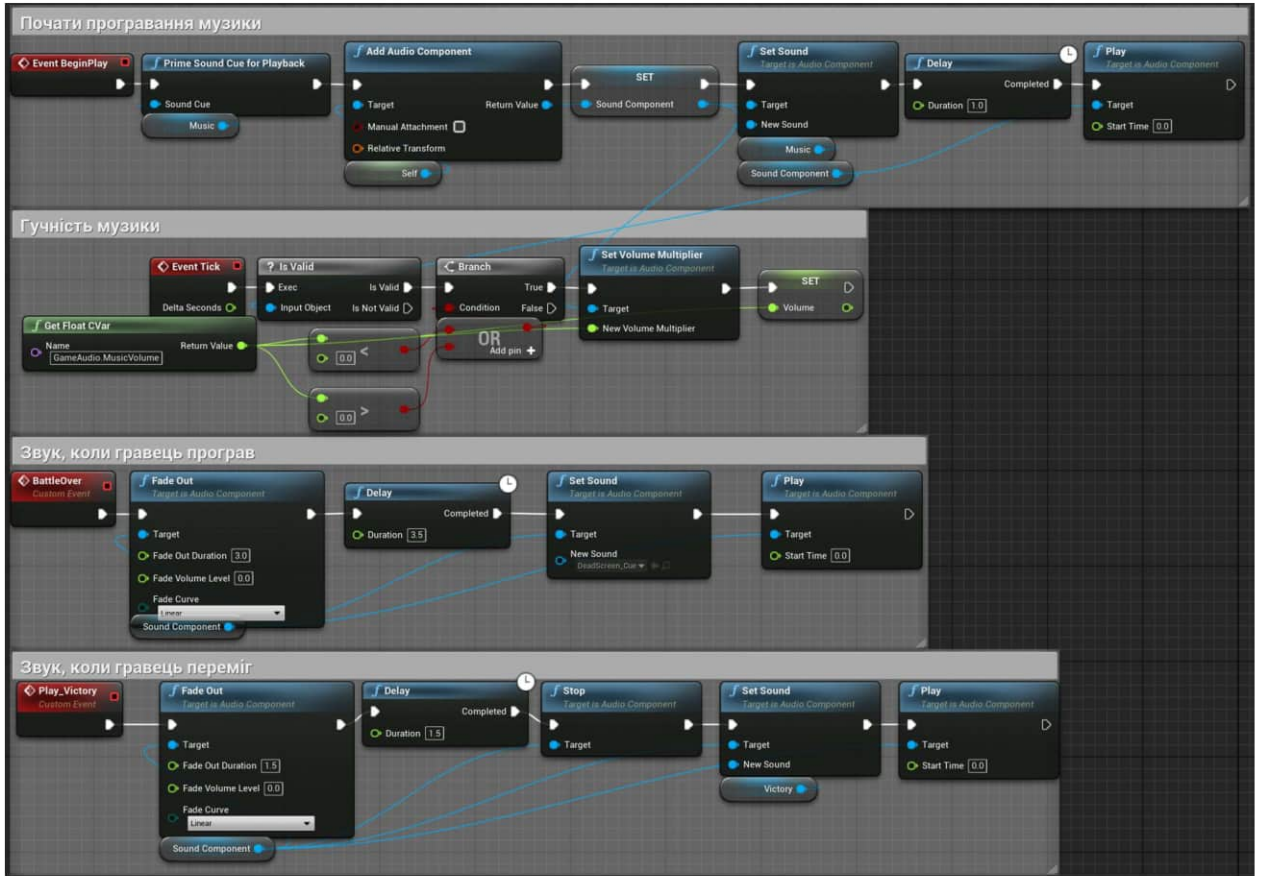 Почати програвання музики
Event BeginPlay
Prime Sound Cue for Playback
Sound Cue
Music
Add Audio Component
Target
Return Value
Manual Attachment
Relative Transform
Self
SET
Sound Component
Set Sound
Target is Audio Component
Target
New Sound
Music
Sound Component
Delay
Completed
Duration 1.0
Play
Target is Audio Component
Target
Start Time 0.0
Гучність музики
Event Tick
Delta Seconds
Get Float CVar
Name
Return Value
GameAudio.MusicVolume
? Is Valid
Exec
Is Valid
Input Object
Is Not Valid
0.0 <
0.0 >
Branch
True
Condition
False
OR
Add pin +
Set Volume Multiplier
Target is Audio Component
Target
New Volume Multiplier
SET
Volume
Звук, коли гравець програв
BattleOver
Custom Event
Fade Out
Target is Audio Component
Target
Fade Out Duration 3.0
Fade Volume Level 0.0
Fade Curve
Linear
Sound Component
Delay
Completed
Duration 3.5
Set Sound
Target is Audio Component
Target
New Sound
DeadScreen_Cue
Play
Target is Audio Component
Target
Start Time 0.0
Звук, коли гравець переміг
Play_Victory
Custom Event
Fade Out
Target is Audio Component
Target
Fade Out Duration 1.5
Fade Volume Level 0.0
Fade Curve
Linear
Sound Component
Delay
Completed
Duration 1.5
Stop
Target is Audio Component
Target
Set Sound
Target is Audio Component
Target
New Sound
Victory
Play
Target is Audio Component
Target
Start Time 0.0